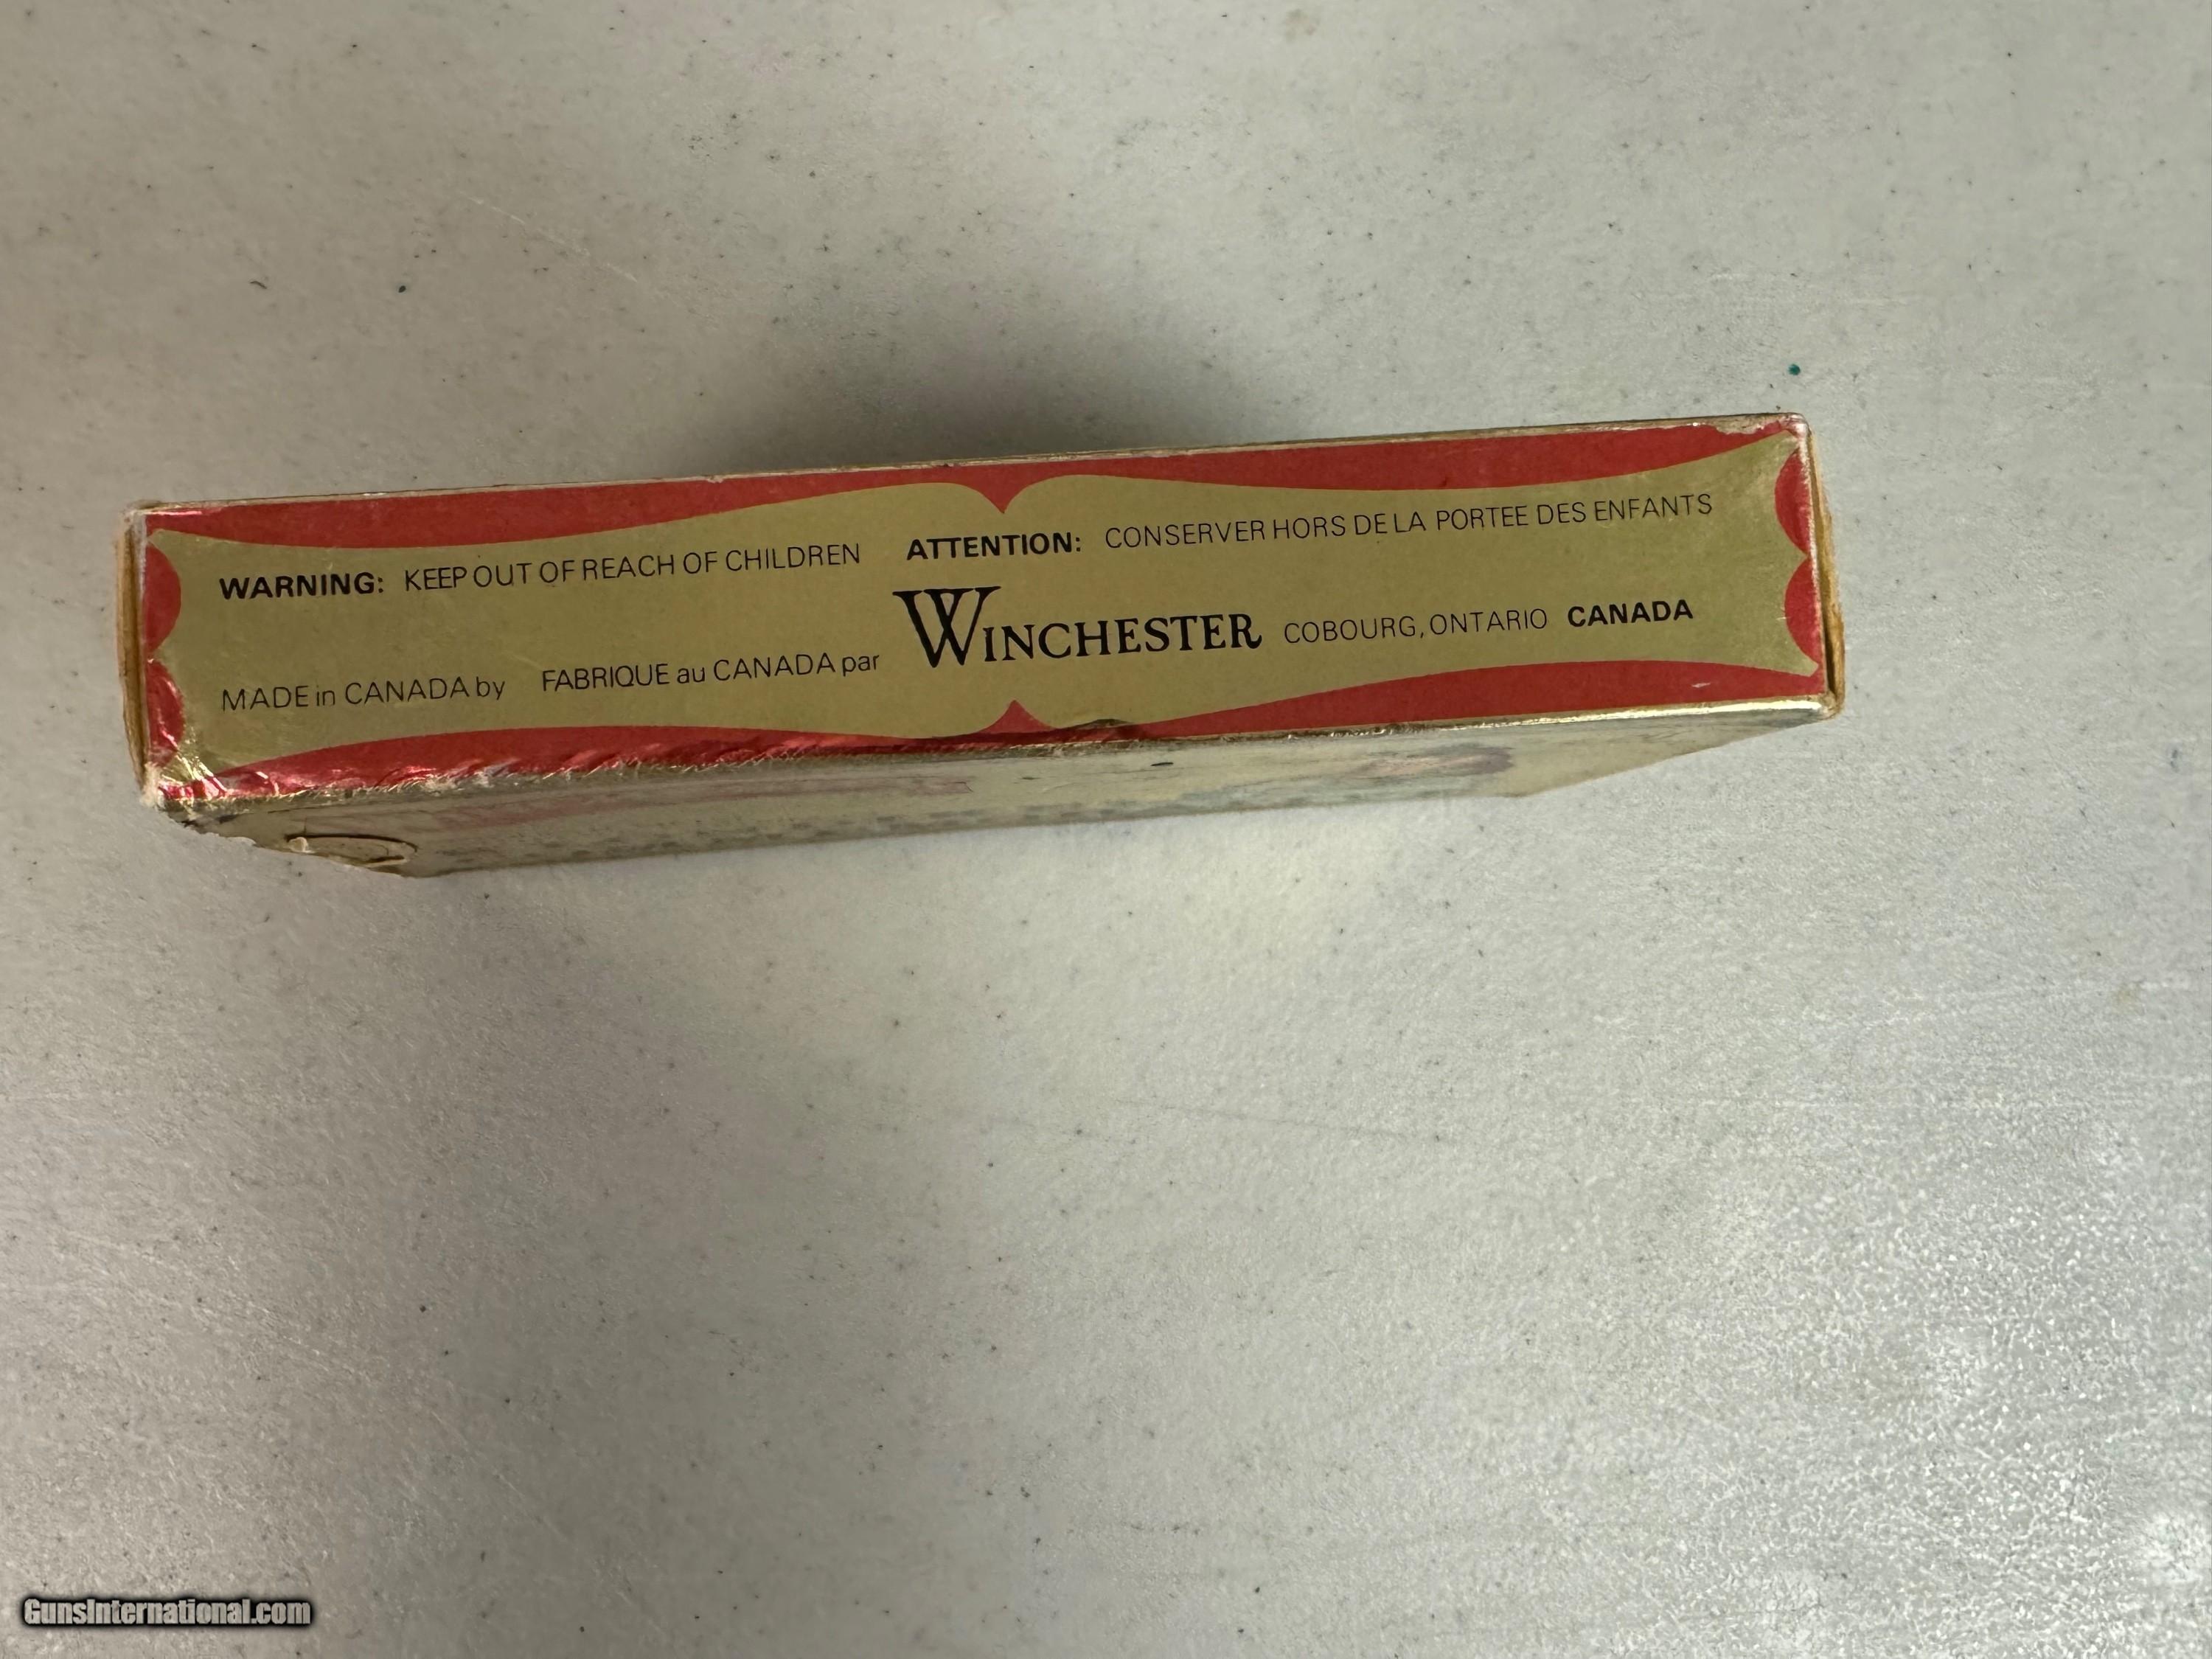 WARNING: KEEP OUT OF REACH OF CHILDREN ATTENTION: CONSERVER HORS DE LA PORTEE DES ENFANTS
MADE in CANADA by FABRIQUE au CANADA par WINCHESTER COBOURG, ONTARIO CANADA
GunsInternational.com